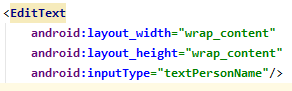 <EditText
android:layout_width="wrap_content"
android:layout_height="wrap_content"
android:inputType="textPersonName"/>